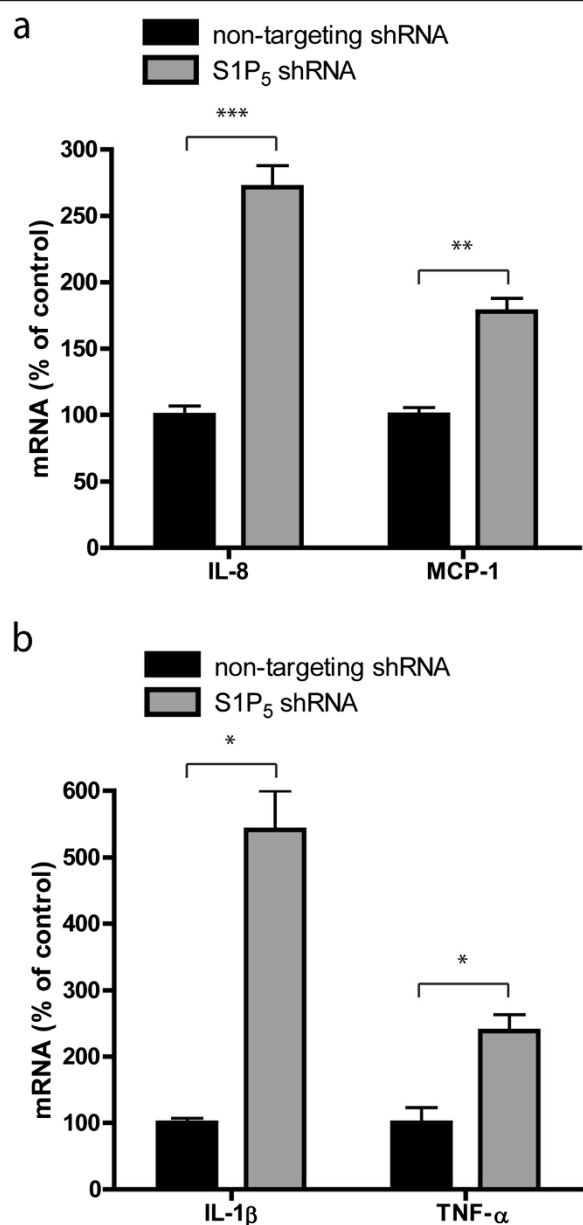 a
non-targeting shRNA
S1P5 shRNA
***
**
300
250
200
150
100
50
0
mRNA (% of control)
IL-8 MCP-1
b
non-targeting shRNA
S1P5 shRNA
*
*
600
500
400
300
200
100
0
mRNA (% of control)
IL-1β TNF-α